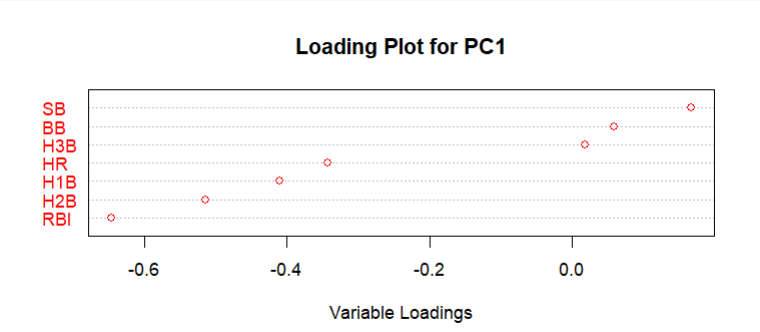 Loading Plot for PC1
SB
BB
H3B
HR
H1B
H2B
RBI
-0.6 -0.4 -0.2 0.0
Variable Loadings